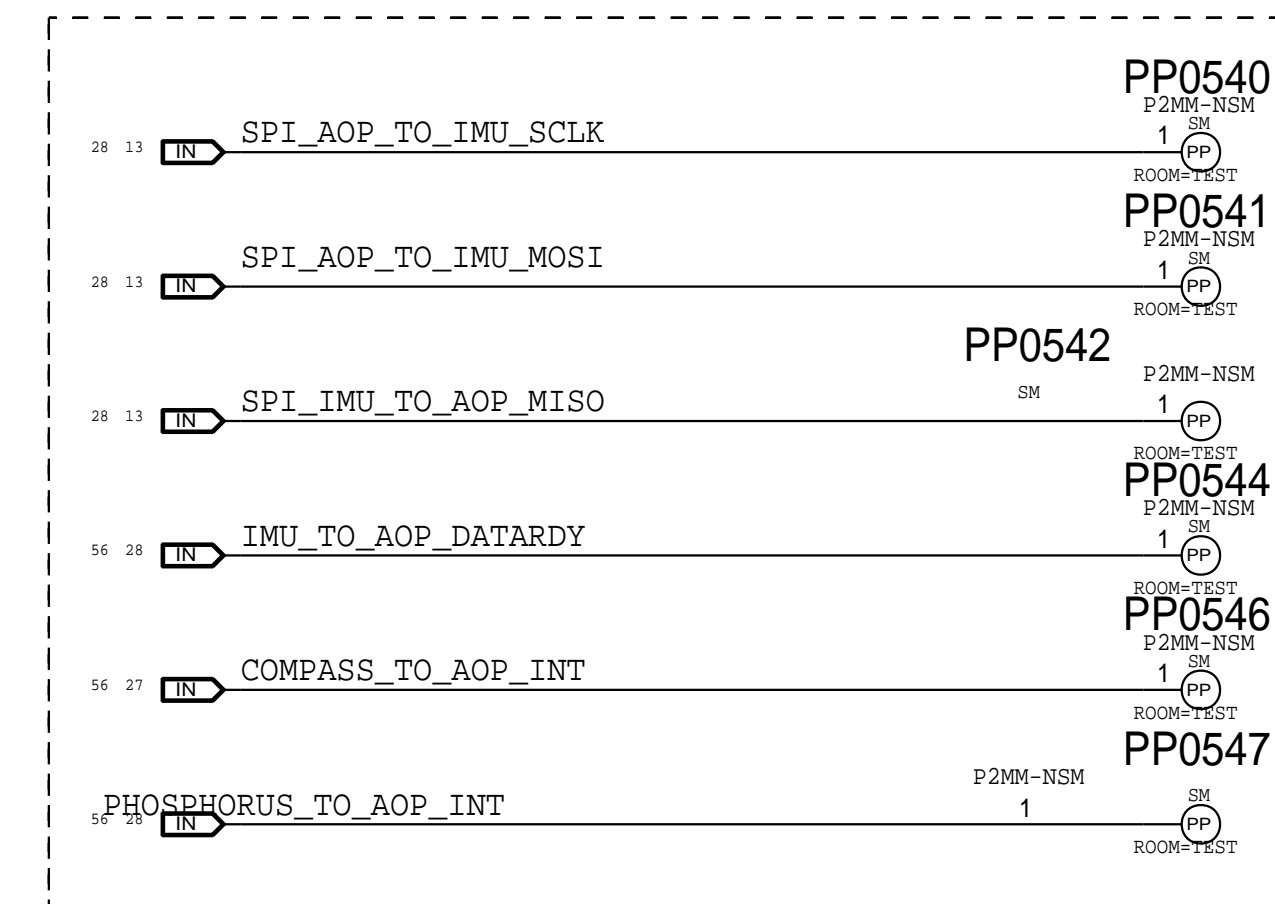 PP0540
P2MM-NSM
SM
SPI_AOP_TO_IMU_SCLK
1
28 13 IN PP
ROOM=TEST
PP0541
P2MM-NSM
SM
SPI_AOP_TO_IMU_MOSI
1
28 13 IN PP
ROOM=TEST
PP0542
P2MM-NSM
SM
SPI_IMU_TO_AOP_MISO
1
28 13 IN PP
ROOM=TEST
PP0544
P2MM-NSM
SM
IMU_TO_AOP_DATARDY
1
56 28 IN PP
ROOM=TEST
PP0546
P2MM-NSM
SM
COMPASS_TO_AOP_INT
1
56 27 IN PP
ROOM=TEST
PP0547
P2MM-NSM
SM
PHOSPHORUS_TO_AOP_INT
1
56 28 IN PP
ROOM=TEST